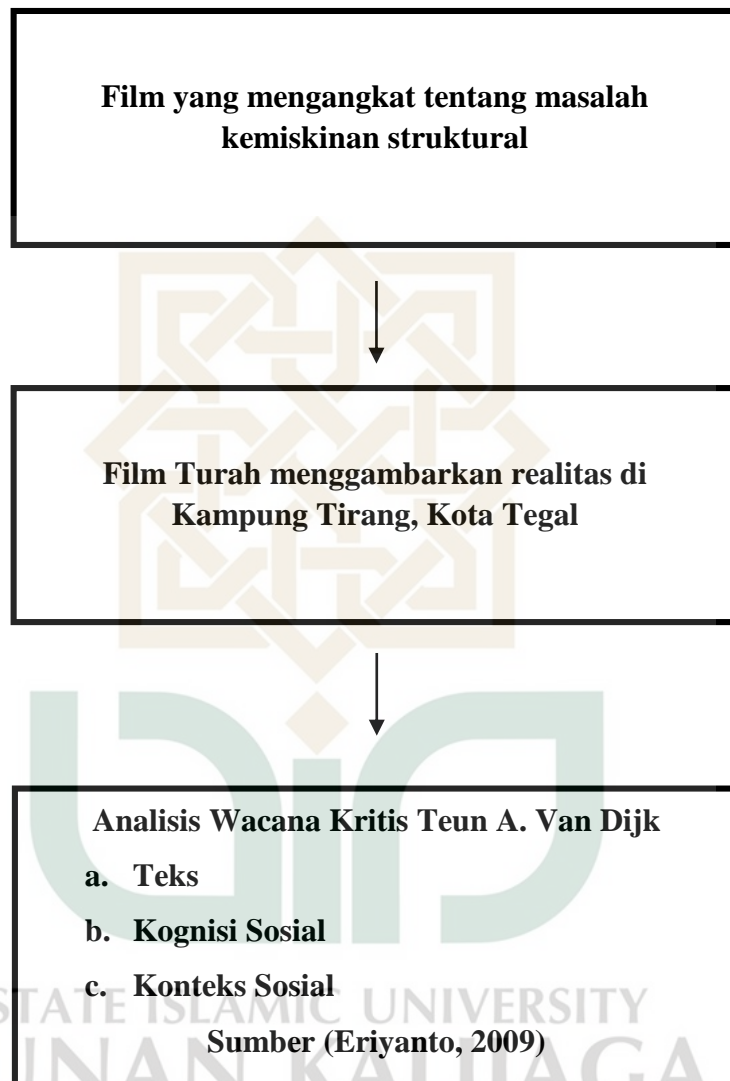 Film yang mengangkat tentang masalah
kemiskinan struktural
Film Turah menggambarkan realitas di
Kampung Tirang, Kota Tegal
Analisis Wacana Kritis Teun A. Van Dijk
a. Teks
b. Kognisi Sosial
c. Konteks Sosial
STATE ISLAMIC UNIVERSITY
Sumber (Eriyanto, 2009)
SUNAN KALIJAGA